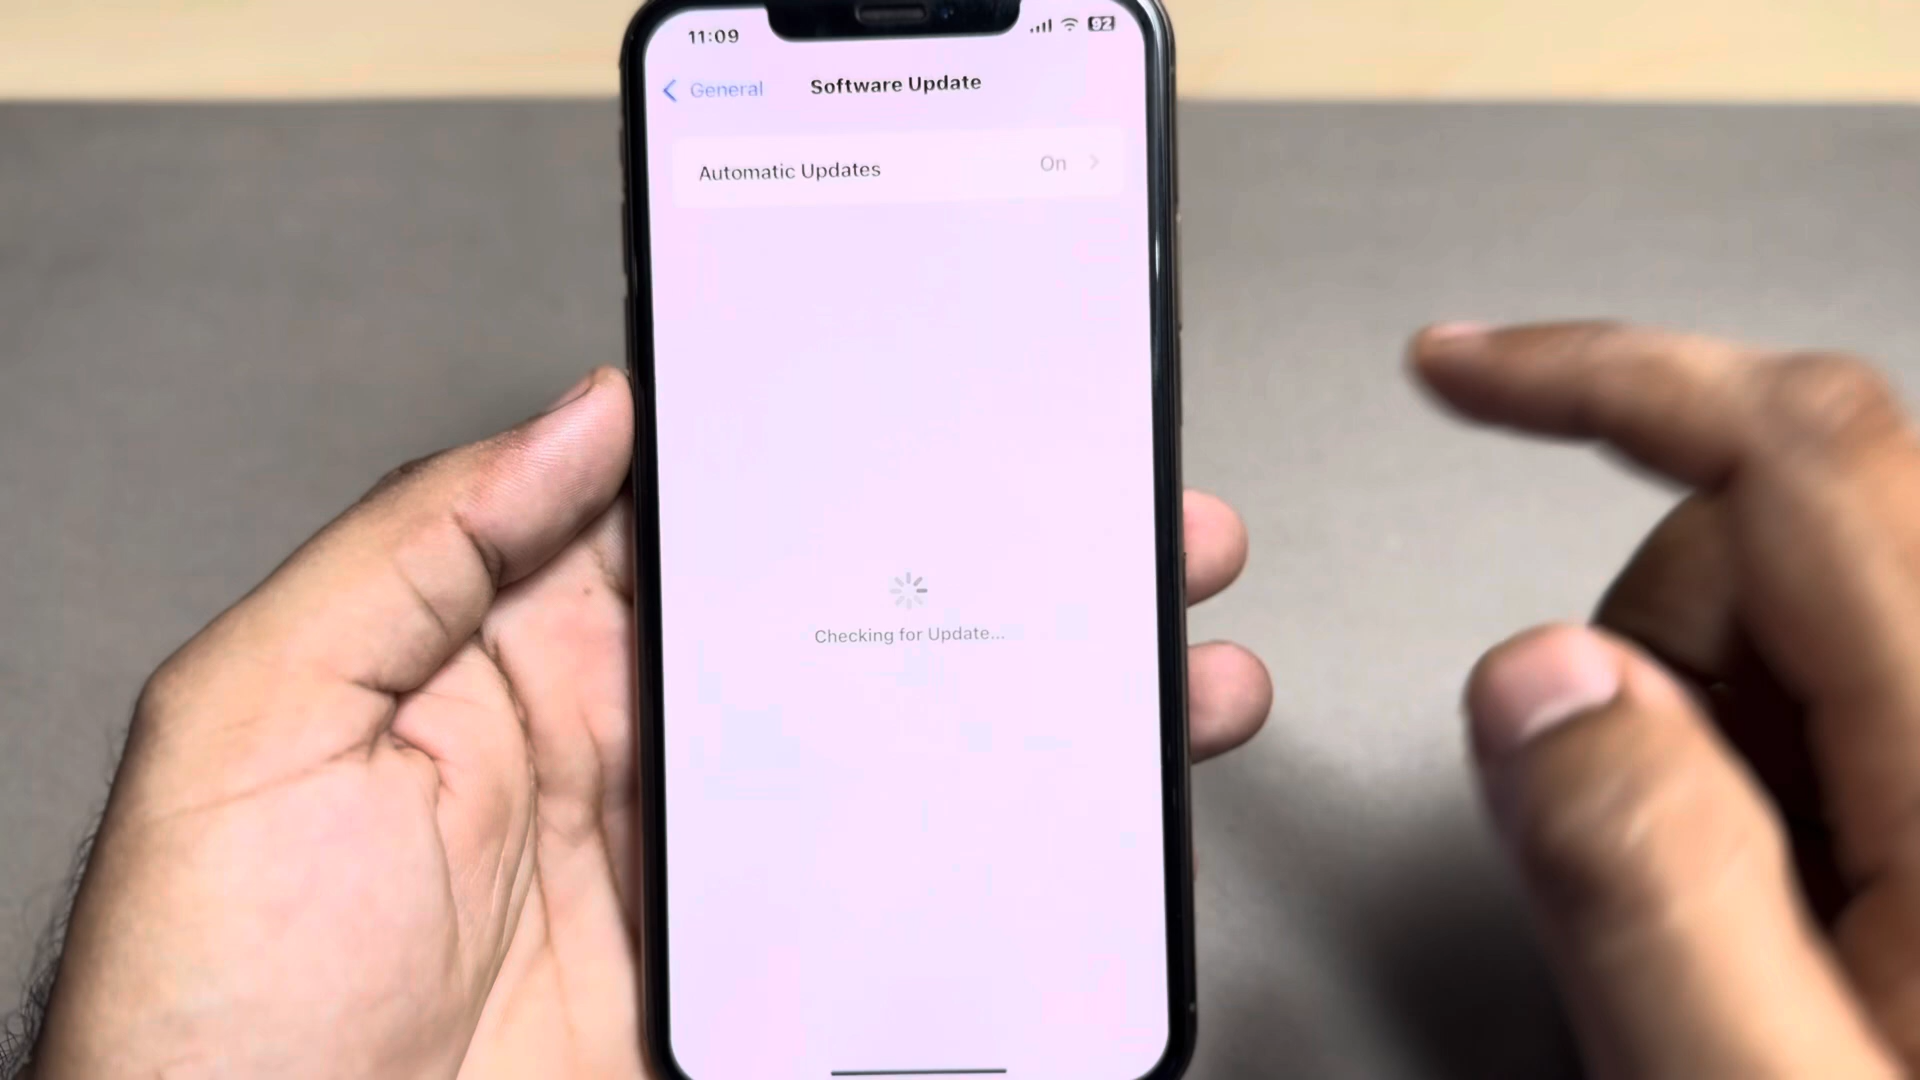 11:09
92
General
Software Update
Automatic Updates
On
Checking for Update...